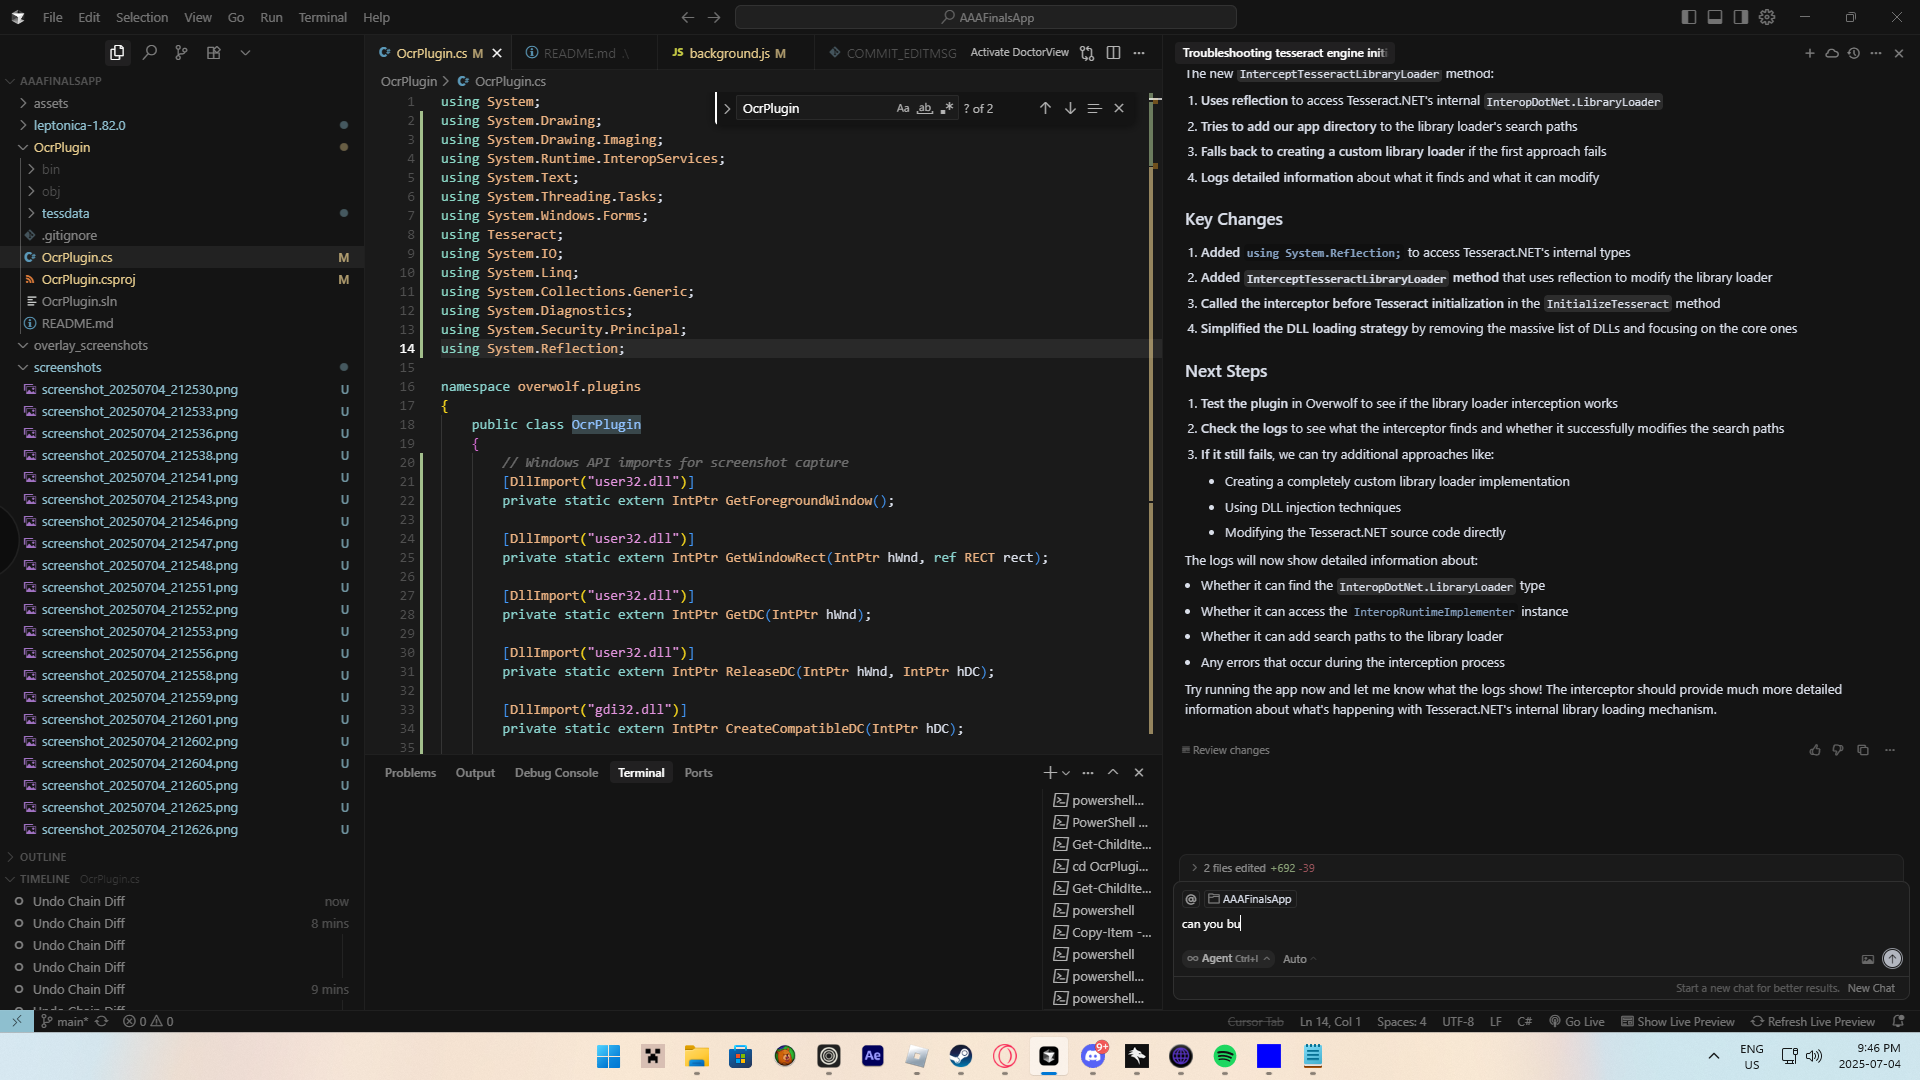 File Edit Selection View Go Run Terminal Help
AAAFinalsApp
AAAFINALSAPP
assets
leptonica-1.82.0
OcrPlugin
bin
obj
tessdata
.gitignore
OcrPlugin.cs M
OcrPlugin.csproj M
OcrPlugin.sln
README.md
overlay_screenshots
screenshots
screenshot_20250704_212530.png U
screenshot_20250704_212533.png U
screenshot_20250704_212536.png U
screenshot_20250704_212538.png U
screenshot_20250704_212541.png U
screenshot_20250704_212543.png U
screenshot_20250704_212546.png U
screenshot_20250704_212547.png U
screenshot_20250704_212548.png U
screenshot_20250704_212551.png U
screenshot_20250704_212552.png U
screenshot_20250704_212553.png U
screenshot_20250704_212556.png U
screenshot_20250704_212558.png U
screenshot_20250704_212559.png U
screenshot_20250704_212601.png U
screenshot_20250704_212602.png U
screenshot_20250704_212604.png U
screenshot_20250704_212605.png U
screenshot_20250704_212625.png U
screenshot_20250704_212626.png U
OUTLINE
TIMELINE OcrPlugin.cs
Undo Chain Diff now
Undo Chain Diff 8 mins
Undo Chain Diff
Undo Chain Diff
Undo Chain Diff 9 mins
OcrPlugin.cs M README.md .\ JS background.js M COMMIT_EDITMSG Activate DoctorView
OcrPlugin > OcrPlugin.cs
OcrPlugin Aa ab ? of 2
1 using System;
2 using System.Drawing;
3 using System.Drawing.Imaging;
4 using System.Runtime.InteropServices;
5 using System.Text;
6 using System.Threading.Tasks;
7 using System.Windows.Forms;
8 using Tesseract;
9 using System.IO;
10 using System.Linq;
11 using System.Collections.Generic;
12 using System.Diagnostics;
13 using System.Security.Principal;
14 using System.Reflection;
15
16 namespace overwolf.plugins
17 {
18 public class OcrPlugin
19 {
20 // Windows API imports for screenshot capture
21 [DllImport("user32.dll")]
22 private static extern IntPtr GetForegroundWindow();
23
24 [DllImport("user32.dll")]
25 private static extern IntPtr GetWindowRect(IntPtr hWnd, ref RECT rect);
26
27 [DllImport("user32.dll")]
28 private static extern IntPtr GetDC(IntPtr hWnd);
29
30 [DllImport("user32.dll")]
31 private static extern IntPtr ReleaseDC(IntPtr hWnd, IntPtr hDC);
32
33 [DllImport("gdi32.dll")]
34 private static extern IntPtr CreateCompatibleDC(IntPtr hDC);
35
Problems Output Debug Console Terminal Ports
powershell...
PowerShell ...
Get-ChildIte...
cd OcrPlugi...
Get-ChildIte...
powershell
Copy-Item -...
powershell
powershell...
powershell...
Troubleshooting tesseract engine initi
The new InterceptTesseractLibraryLoader method:
1. Uses reflection to access Tesseract.NET's internal InteropDotNet.LibraryLoader
2. Tries to add our app directory to the library loader's search paths
3. Falls back to creating a custom library loader if the first approach fails
4. Logs detailed information about what it finds and what it can modify
Key Changes
1. Added using System.Reflection; to access Tesseract.NET's internal types
2. Added InterceptTesseractLibraryLoader method that uses reflection to modify the library loader
3. Called the interceptor before Tesseract initialization in the InitializeTesseract method
4. Simplified the DLL loading strategy by removing the massive list of DLLs and focusing on the core ones
Next Steps
1. Test the plugin in Overwolf to see if the library loader interception works
2. Check the logs to see what the interceptor finds and whether it successfully modifies the search paths
3. If it still fails, we can try additional approaches like:
• Creating a completely custom library loader implementation
• Using DLL injection techniques
• Modifying the Tesseract.NET source code directly
The logs will now show detailed information about:
• Whether it can find the InteropDotNet.LibraryLoader type
• Whether it can access the InteropRuntimeImplementer instance
• Whether it can add search paths to the library loader
• Any errors that occur during the interception process
Try running the app now and let me know what the logs show! The interceptor should provide much more detailed
information about what's happening with Tesseract.NET's internal library loading mechanism.
Review changes
2 files edited +692 -39
@ AAAFinalsApp
can you bu
∞ Agent Ctrl+I Auto
Start a new chat for better results. New Chat
main* 0 0 Cursor Tab Ln 14, Col 1 Spaces: 4 UTF-8 LF C# Go Live Show Live Preview Refresh Live Preview
Ae 9+
ENG
US
9:46 PM
2025-07-04